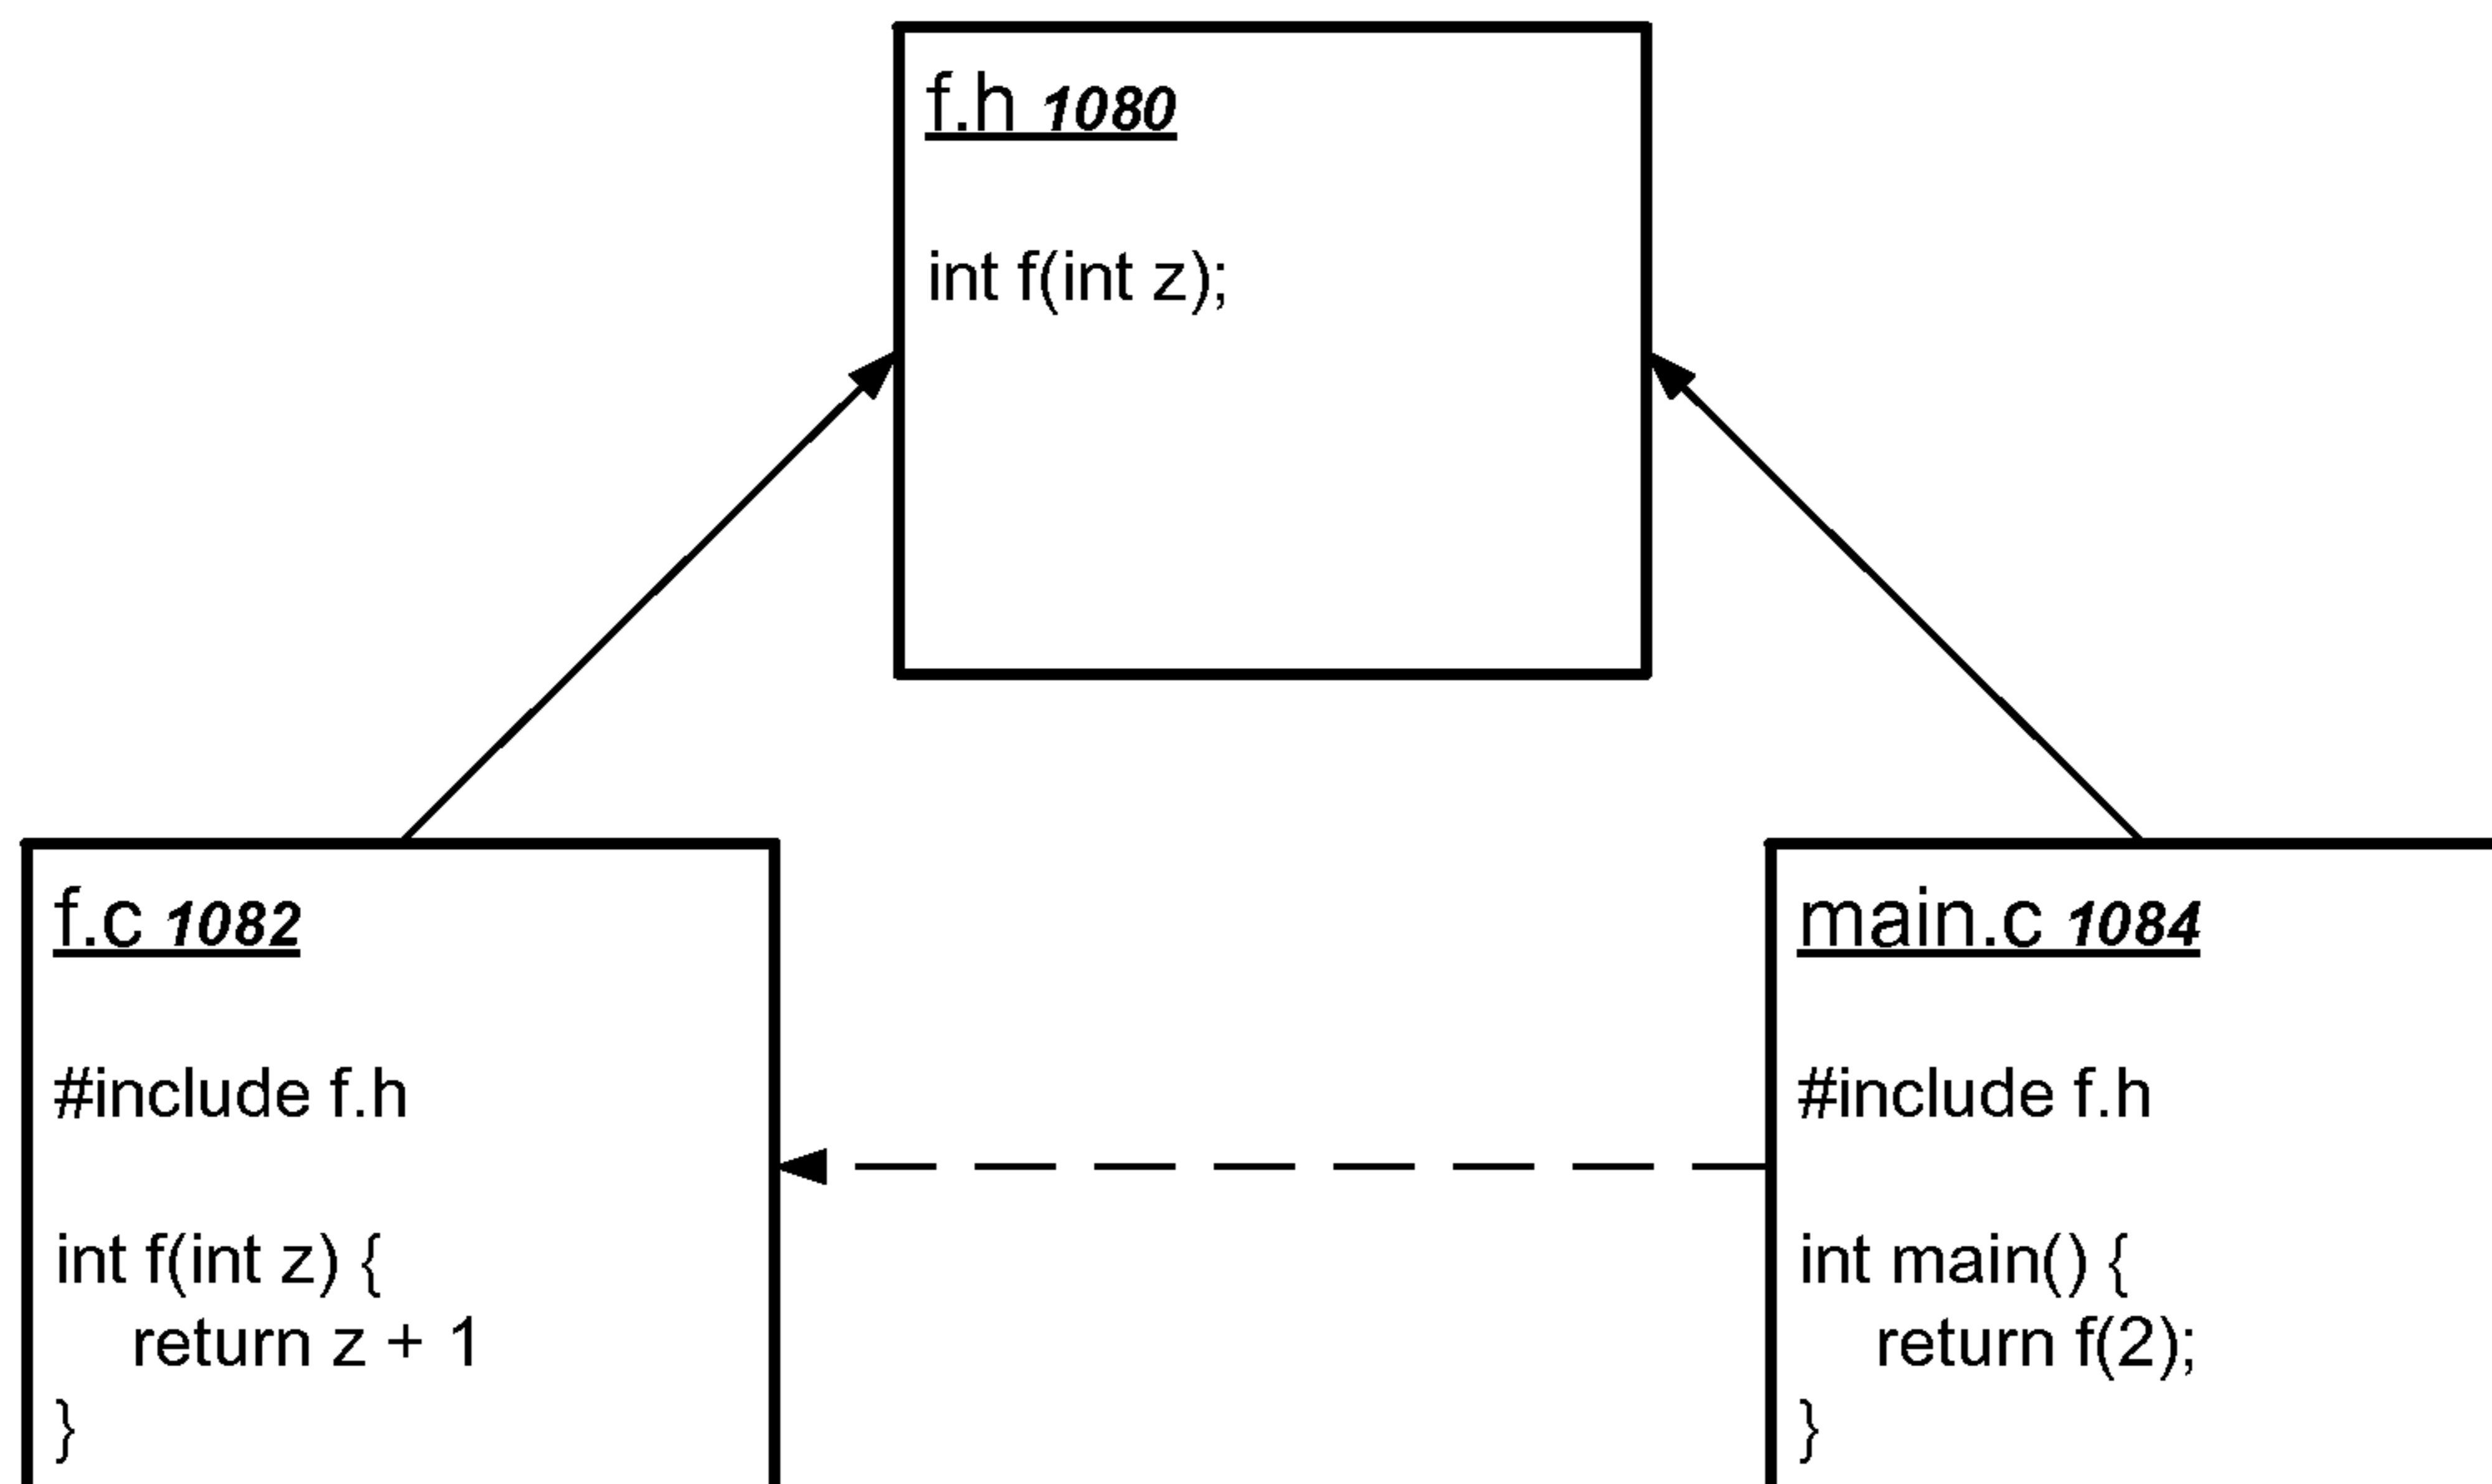 f.h 1080
int f(int z);
f.c 1082
#include f.h
int f(int z) {
return z + 1
}
main.c 1084
#include f.h
int main() {
return f(2);
}